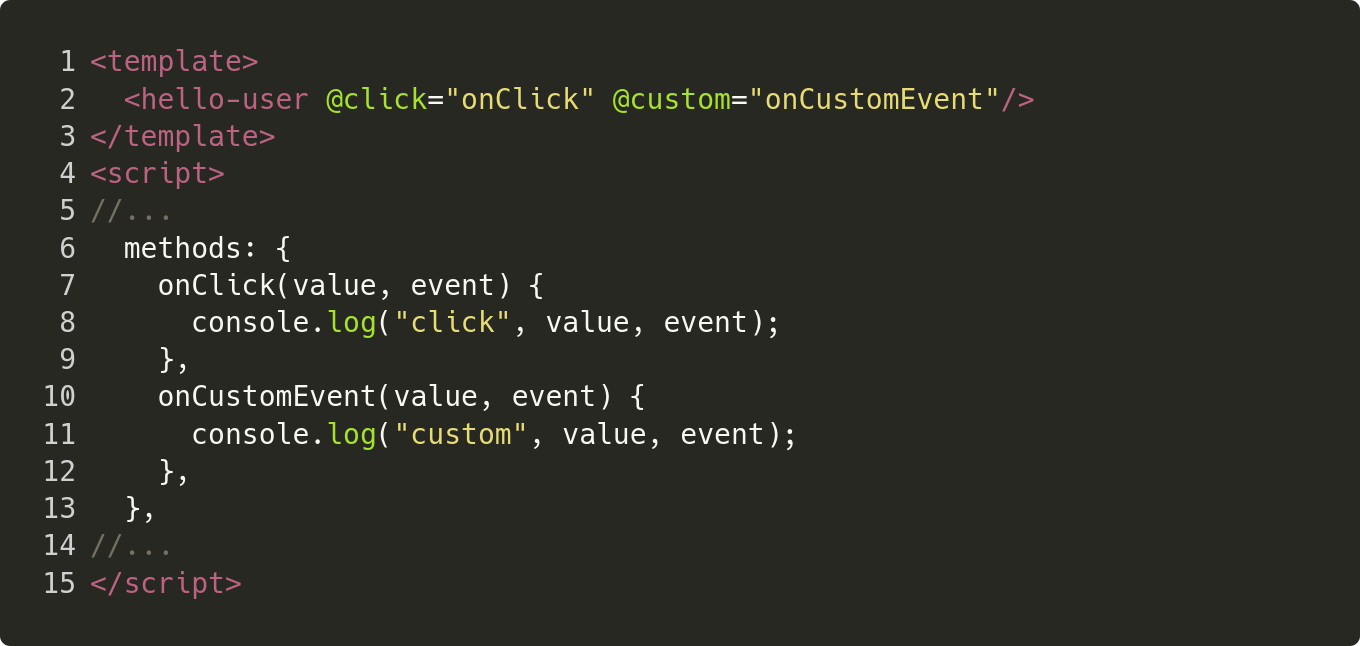 1 <template>
2   <hello-user @click="onClick" @custom="onCustomEvent"/>
3 </template>
4 <script>
5 //...
6   methods: {
7     onClick(value, event) {
8       console.log("click", value, event);
9     },
10     onCustomEvent(value, event) {
11       console.log("custom", value, event);
12     },
13   },
14 //...
15 </script>